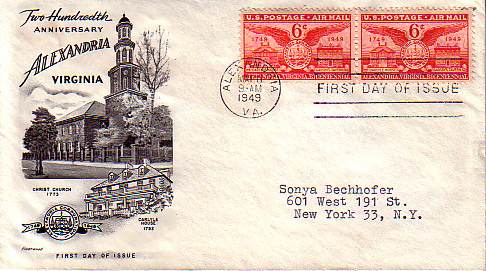 Two-Hundredth
ANNIVERSARY
ALEXANDRIA
VIRGINIA
CHRIST CHURCH
1773
CARLYLE
HOUSE
1752
FIRST DAY OF ISSUE
U.S. POSTAGE - AIR MAIL
1749 6¢ 1949
ALEXANDRIA, VIRGINIA, BICENTENNIAL
U.S. POSTAGE - AIR MAIL
1749 6¢ 1949
ALEXANDRIA, VIRGINIA, BICENTENNIAL
ALEXANDRIA
9-AM
1949
VA.
FIRST DAY OF ISSUE
Sonya Bechhofer
601 West 191 St.
New York 33, N.Y.